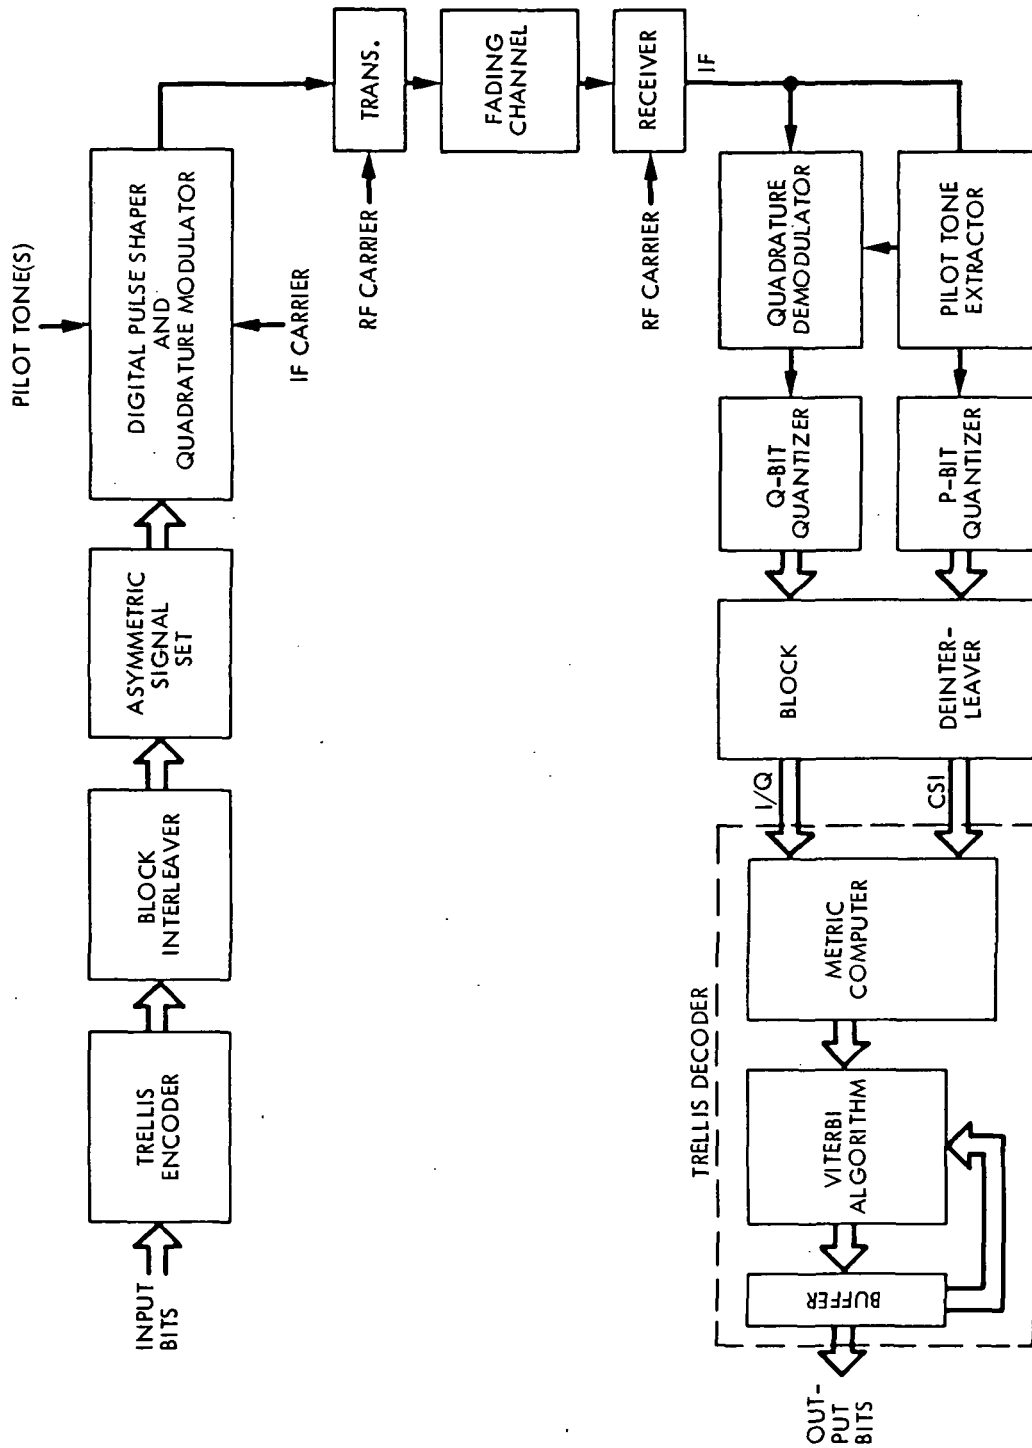 INPUT
BITS
TRELLIS
ENCODER
BLOCK
INTERLEAVER
ASYMMETRIC
SIGNAL
SET
PILOT TONE(S)
DIGITAL PULSE SHAPER
AND
QUADRATURE MODULATOR
IF CARRIER
TRANS.
RF CARRIER
FADING
CHANNEL
RECEIVER
RF CARRIER
IF
QUADRATURE
DEMODULATOR
PILOT TONE
EXTRACTOR
Q-BIT
QUANTIZER
P-BIT
QUANTIZER
BLOCK
DEINTER-
LEAVER
I/Q
CSI
TRELLIS DECODER
METRIC
COMPUTER
VITERBI
ALGORITHM
BUFFER
OUT-
PUT
BITS